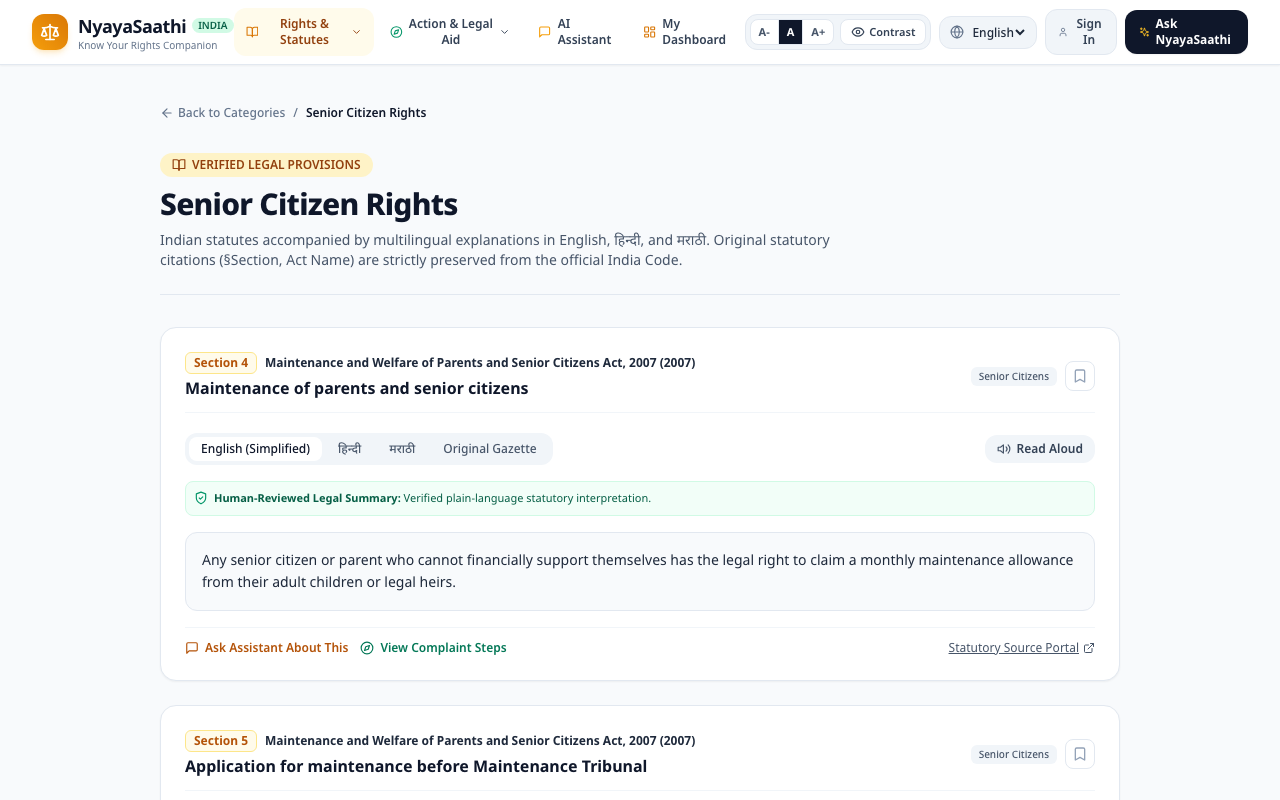 NyayaSaathi INDIA
Know Your Rights Companion
Rights &
Statutes
Action & Legal
Aid
AI
Assistant
My
Dashboard
A- A A+
Contrast
English
Sign
In
Ask
NyayaSaathi
Back to Categories / Senior Citizen Rights
VERIFIED LEGAL PROVISIONS
Senior Citizen Rights
Indian statutes accompanied by multilingual explanations in English, हिन्दी, and मराठी. Original statutory
citations (§Section, Act Name) are strictly preserved from the official India Code.
Section 4 Maintenance and Welfare of Parents and Senior Citizens Act, 2007 (2007)
Maintenance of parents and senior citizens
Senior Citizens
English (Simplified) हिन्दी मराठी Original Gazette
Read Aloud
Human-Reviewed Legal Summary: Verified plain-language statutory interpretation.
Any senior citizen or parent who cannot financially support themselves has the legal right to claim a monthly maintenance allowance
from their adult children or legal heirs.
Ask Assistant About This View Complaint Steps Statutory Source Portal
Section 5 Maintenance and Welfare of Parents and Senior Citizens Act, 2007 (2007)
Application for maintenance before Maintenance Tribunal
Senior Citizens